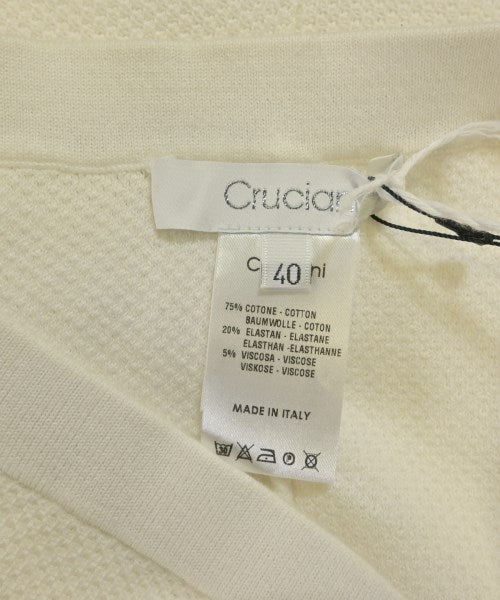 Crucian
C ni
40
75% COTONE - COTTON
BAUMWOLLE - COTON
20% ELASTAN - ELASTANE
ELASTHAN - ELASTHANNE
5% VISCOSA - VISCOSE
VISKOSE - VISCOSE
MADE IN ITALY
30